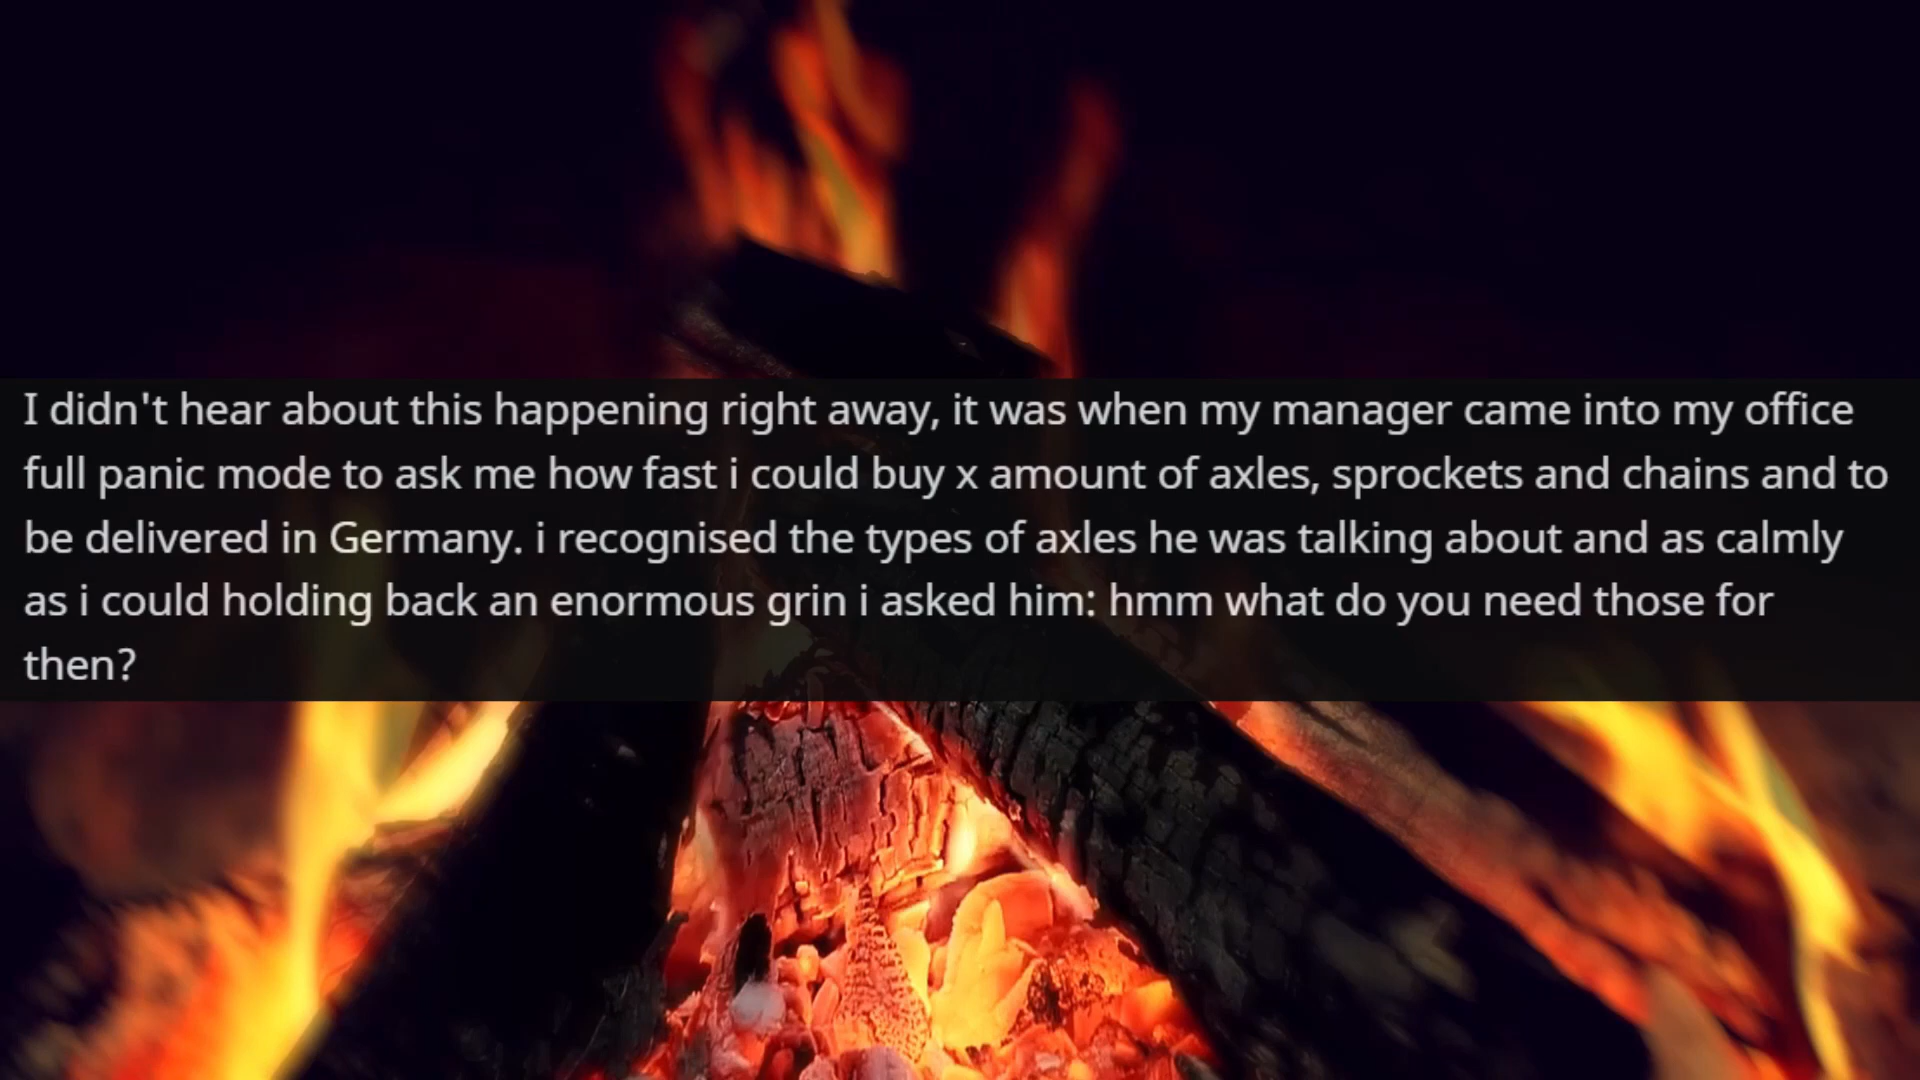 I didn't hear about this happening right away, it was when my manager came into my office
full panic mode to ask me how fast i could buy x amount of axles, sprockets and chains and to
be delivered in Germany. i recognised the types of axles he was talking about and as calmly
as i could holding back an enormous grin i asked him: hmm what do you need those for
then?